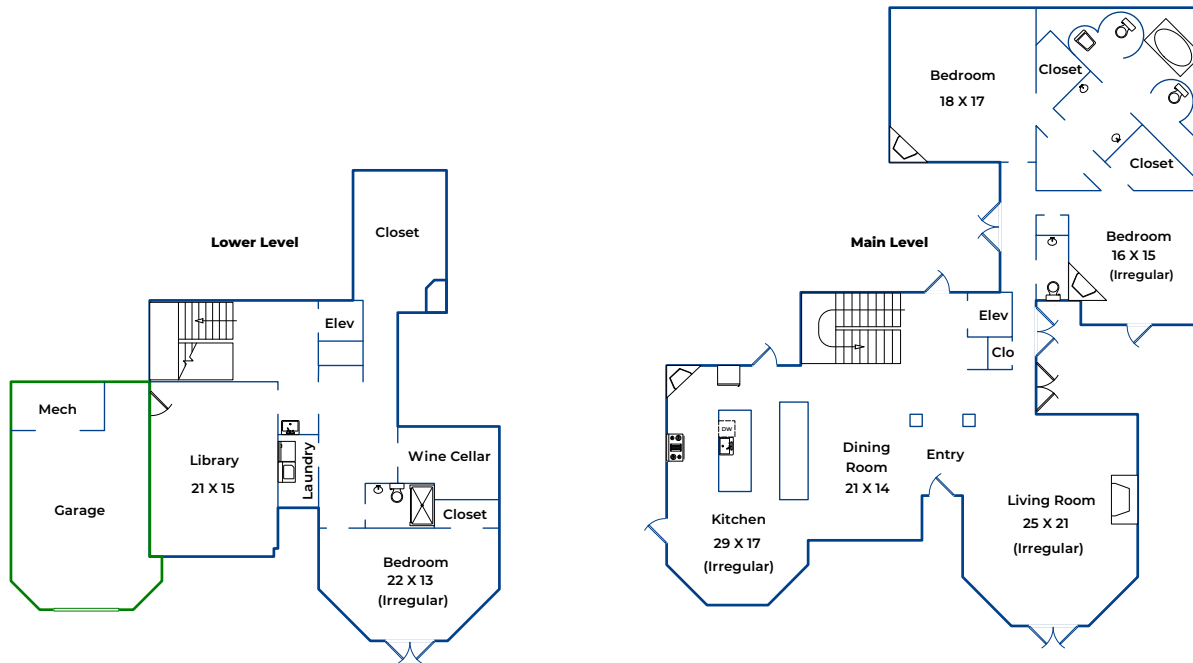 Lower Level
Closet
Elev
Mech
Library
21 X 15
Laundry
Wine Cellar
Closet
Garage
Bedroom
22 X 13
(Irregular)
Main Level
Bedroom
18 X 17
Closet
Closet
Bedroom
16 X 15
(Irregular)
Elev
Clo
DW
Dining
Room
21 X 14
Entry
Kitchen
29 X 17
(Irregular)
Living Room
25 X 21
(Irregular)